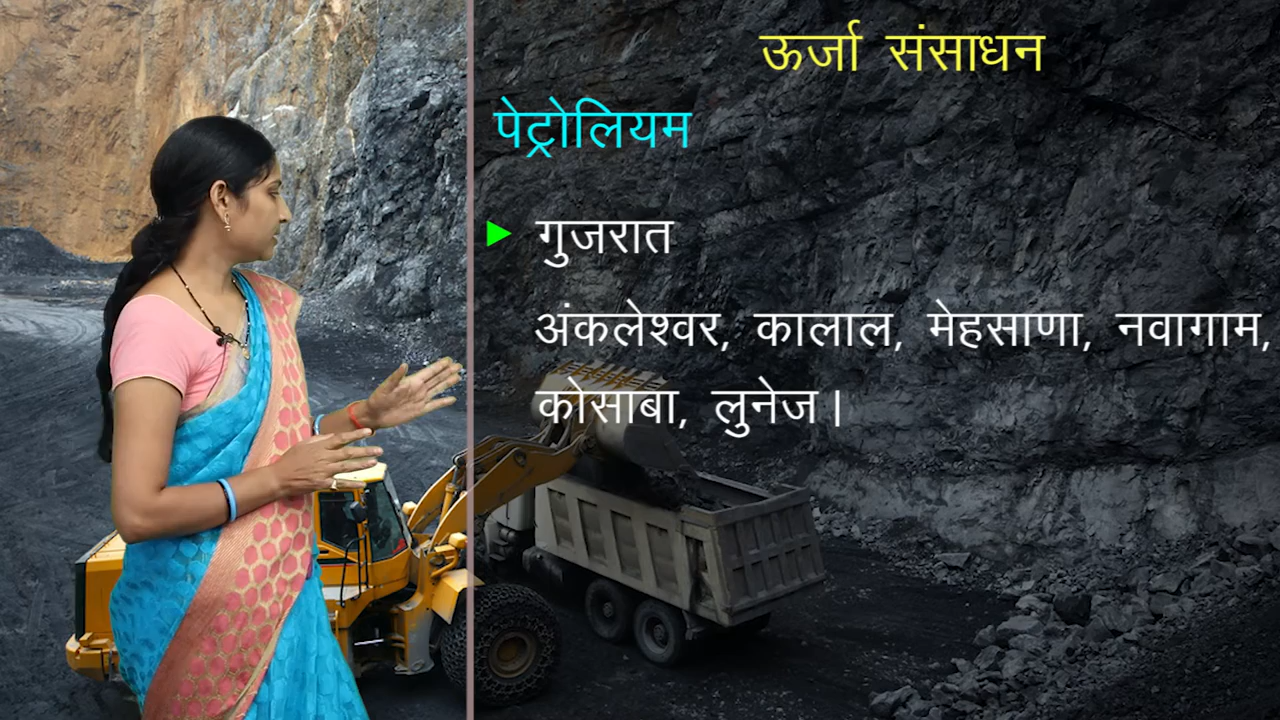 ऊर्जा संसाधन
पेट्रोलियम
गुजरात
अंकलेश्वर, कालाल, मेहसाणा, नवागाम,
कोसाबा, लुनेज।